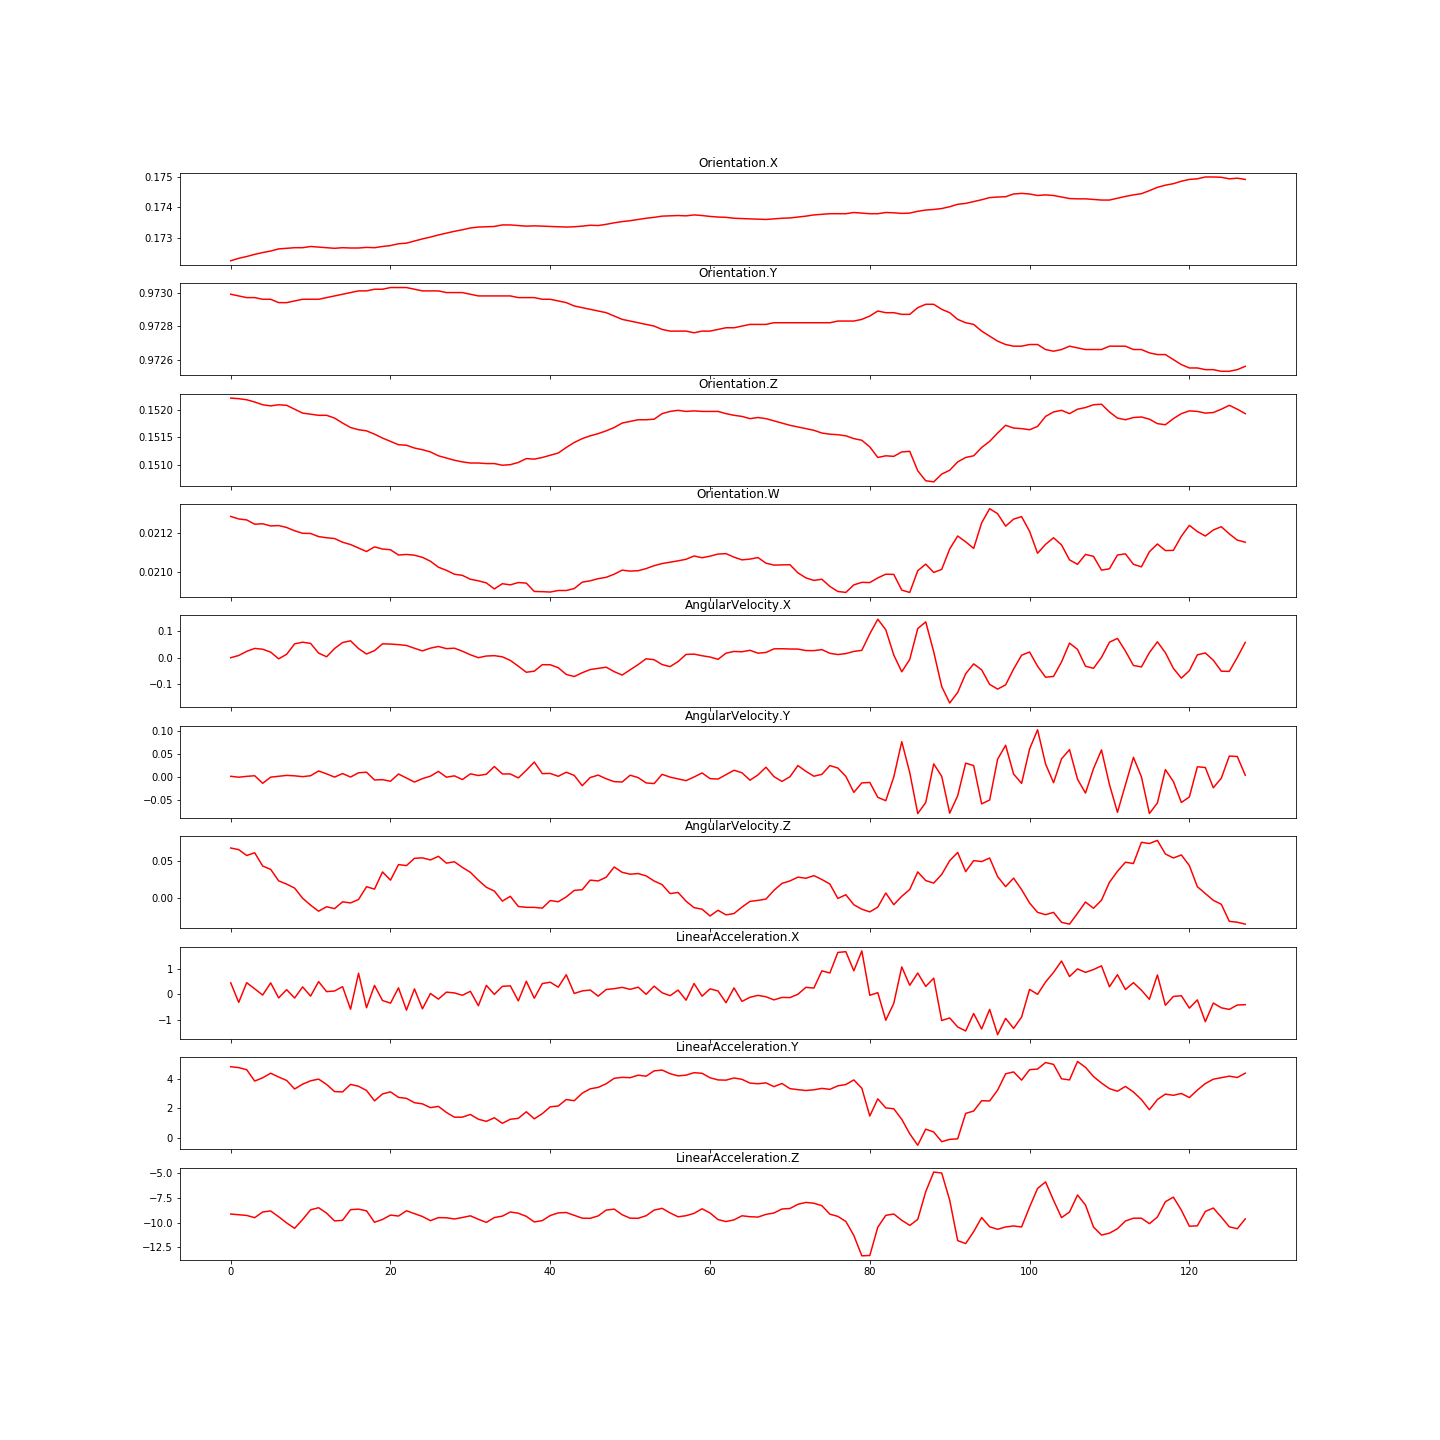 Orientation.X
0.175
0.174
0.173
Orientation.Y
0.9730
0.9728
0.9726
Orientation.Z
0.1520
0.1515
0.1510
Orientation.W
0.0212
0.0210
AngularVelocity.X
0.1
0.0
−0.1
AngularVelocity.Y
0.10
0.05
0.00
−0.05
AngularVelocity.Z
0.05
0.00
LinearAcceleration.X
1
0
−1
LinearAcceleration.Y
4
2
0
LinearAcceleration.Z
−5.0
−7.5
−10.0
−12.5
0 20 40 60 80 100 120